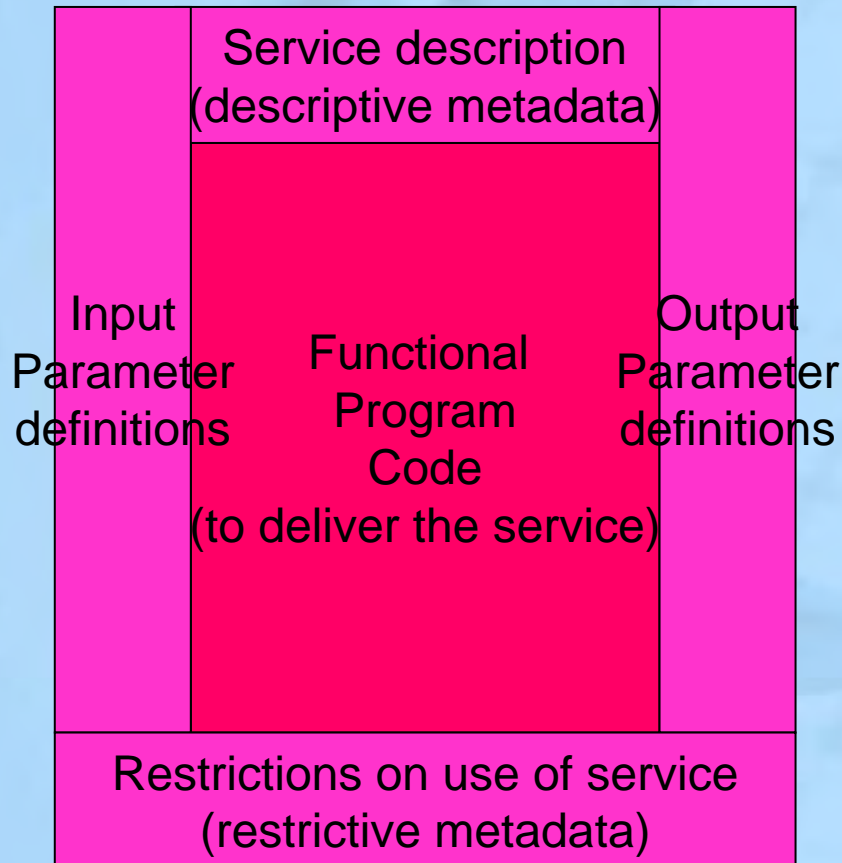 Service description
(descriptive metadata)
Input
Parameter
definitions
Functional
Program
Code
(to deliver the service)
Output
Parameter
definitions
Restrictions on use of service
(restrictive metadata)